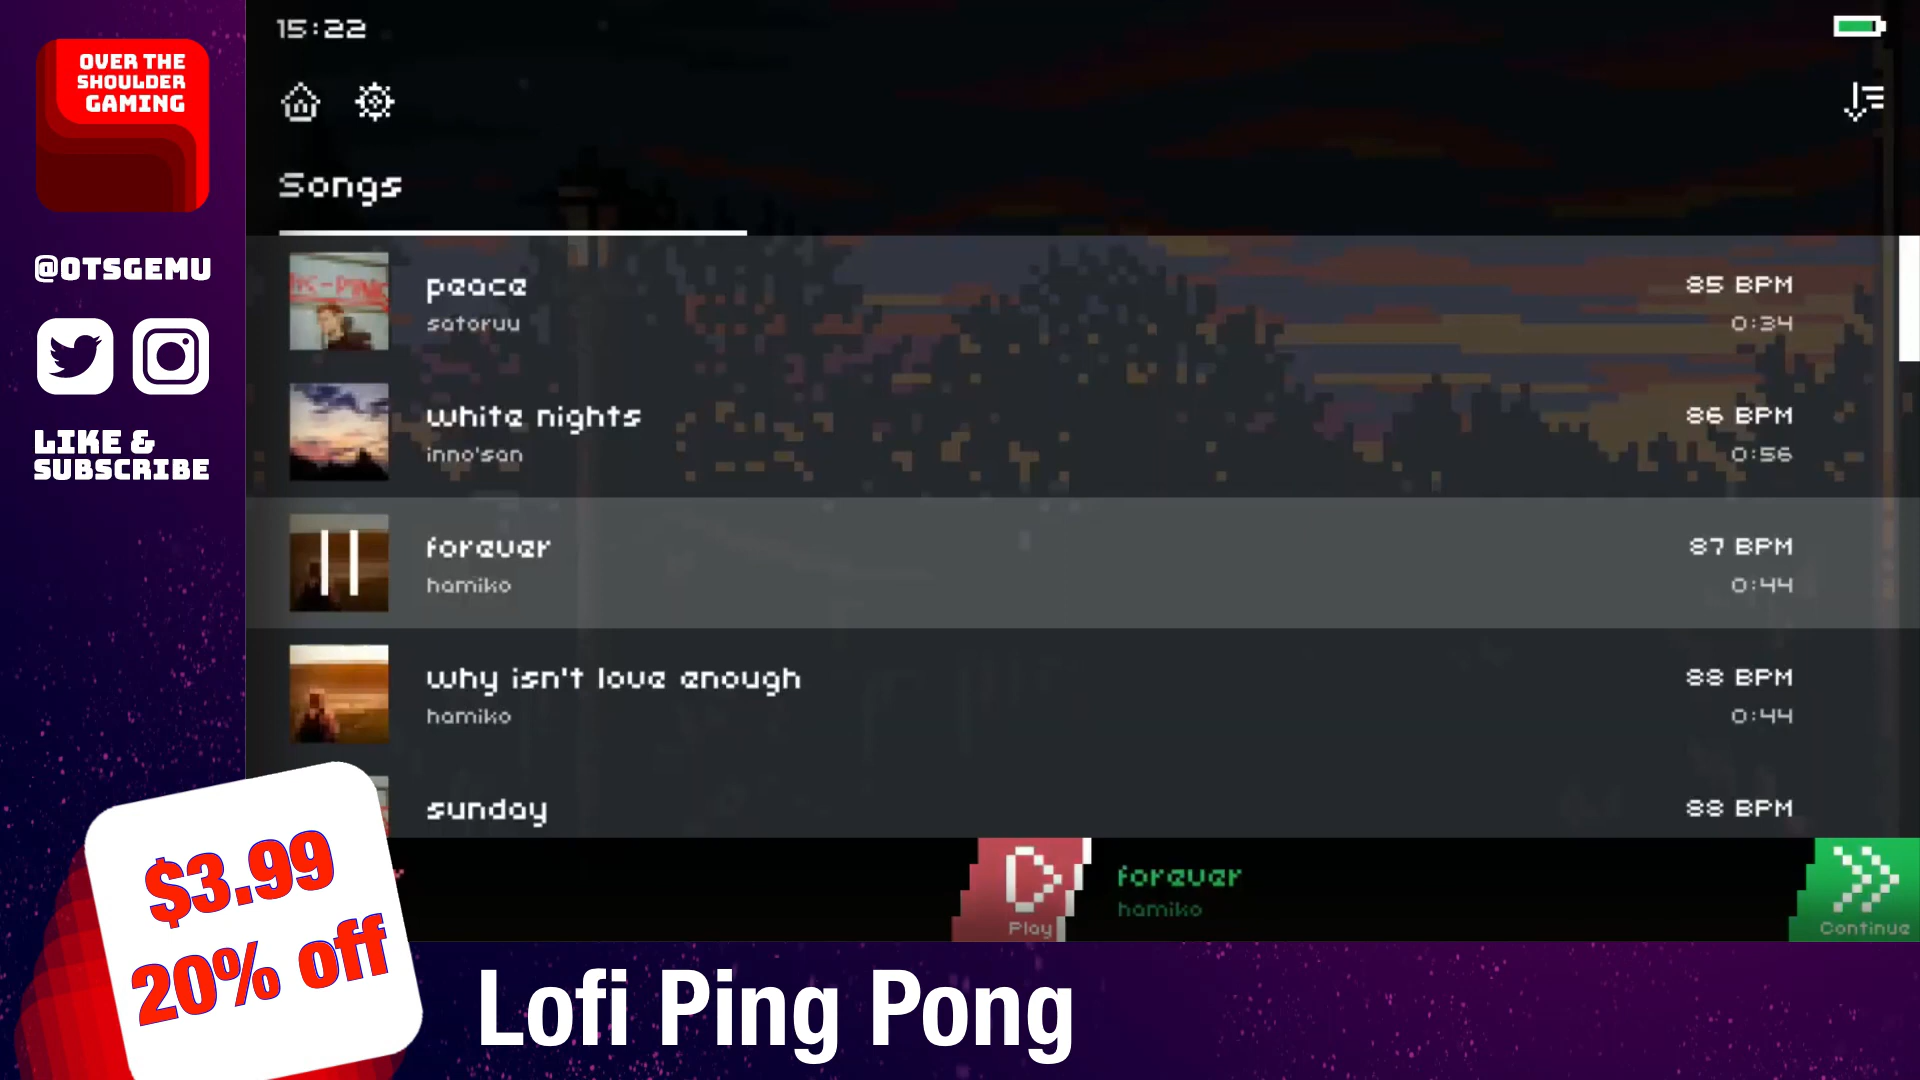 OVER THE
SHOULDER
GAMING
@OTSGEMU
LIKE &
SUBSCRIBE
15:22
Songs
peace
satoruu
85 BPM
0:34
white nights
inno'san
86 BPM
0:56
forever
hamiko
87 BPM
0:44
why isn't love enough
hamiko
88 BPM
0:44
sunday
88 BPM
Play
forever
hamiko
Continue
$3.99
20% off
Lofi Ping Pong